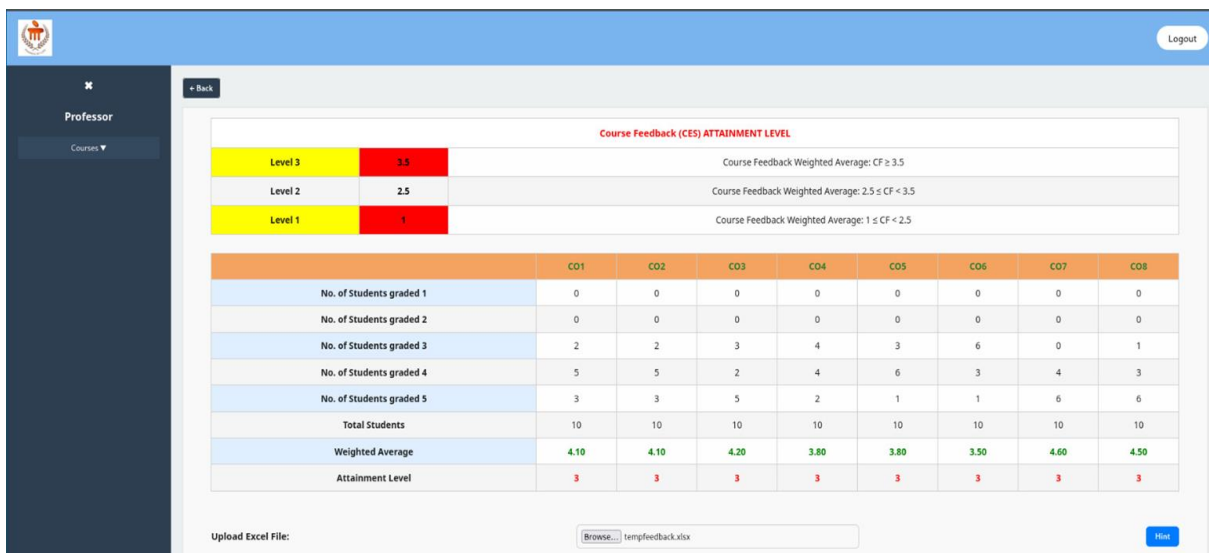 Logout
✖
← Back
Professor
Courses ▼
Course Feedback (CES) ATTAINMENT LEVEL
Level 3 3.5 Course Feedback Weighted Average: CF ≥ 3.5
Level 2 2.5 Course Feedback Weighted Average: 2.5 ≤ CF < 3.5
Level 1 1 Course Feedback Weighted Average: 1 ≤ CF < 2.5
CO1 CO2 CO3 CO4 CO5 CO6 CO7 CO8
No. of Students graded 1 0 0 0 0 0 0 0 0
No. of Students graded 2 0 0 0 0 0 0 0 0
No. of Students graded 3 2 2 3 4 3 6 0 1
No. of Students graded 4 5 5 2 4 6 3 4 3
No. of Students graded 5 3 3 5 2 1 1 6 6
Total Students 10 10 10 10 10 10 10 10
Weighted Average 4.10 4.10 4.20 3.80 3.80 3.50 4.60 4.50
Attainment Level 3 3 3 3 3 3 3 3
Upload Excel File: Browse... tempfeedback.xlsx Hint